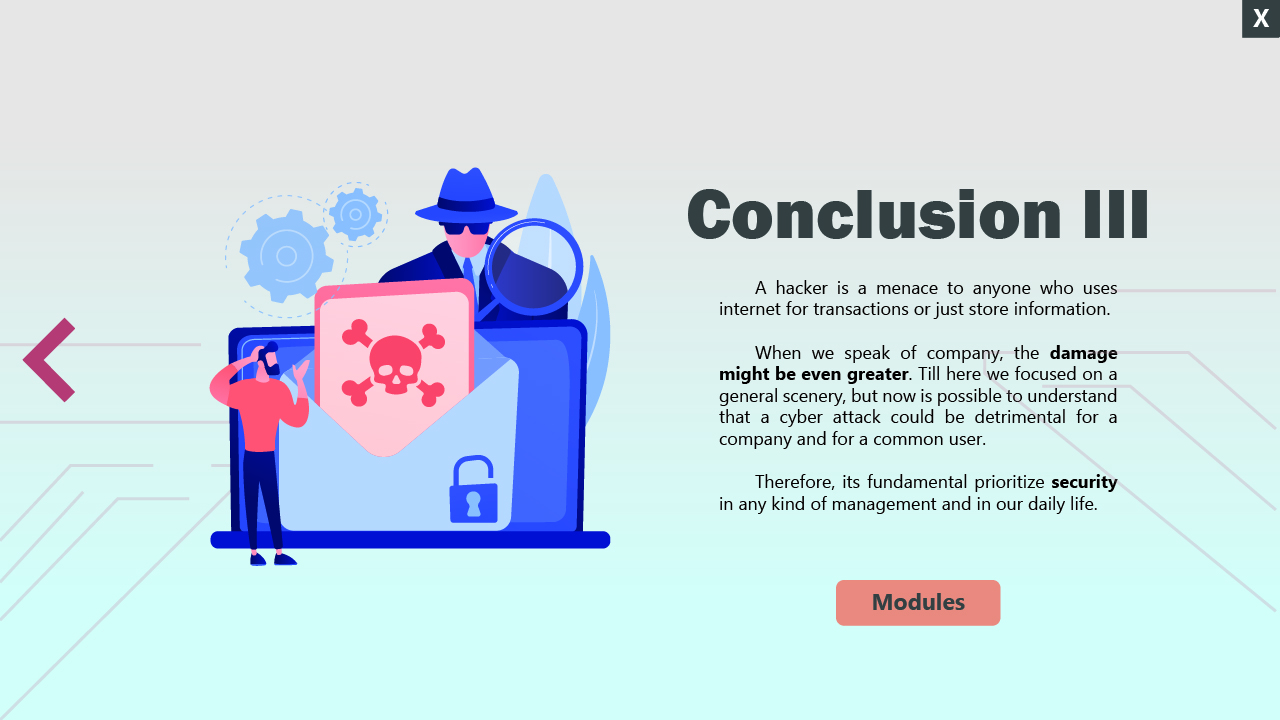 X
Conclusion III
A hacker is a menace to anyone who uses
internet for transactions or just store information.
When we speak of company, the damage
might be even greater. Till here we focused on a
general scenery, but now is possible to understand
that a cyber attack could be detrimental for a
company and for a common user.
Therefore, its fundamental prioritize security
in any kind of management and in our daily life.
Modules